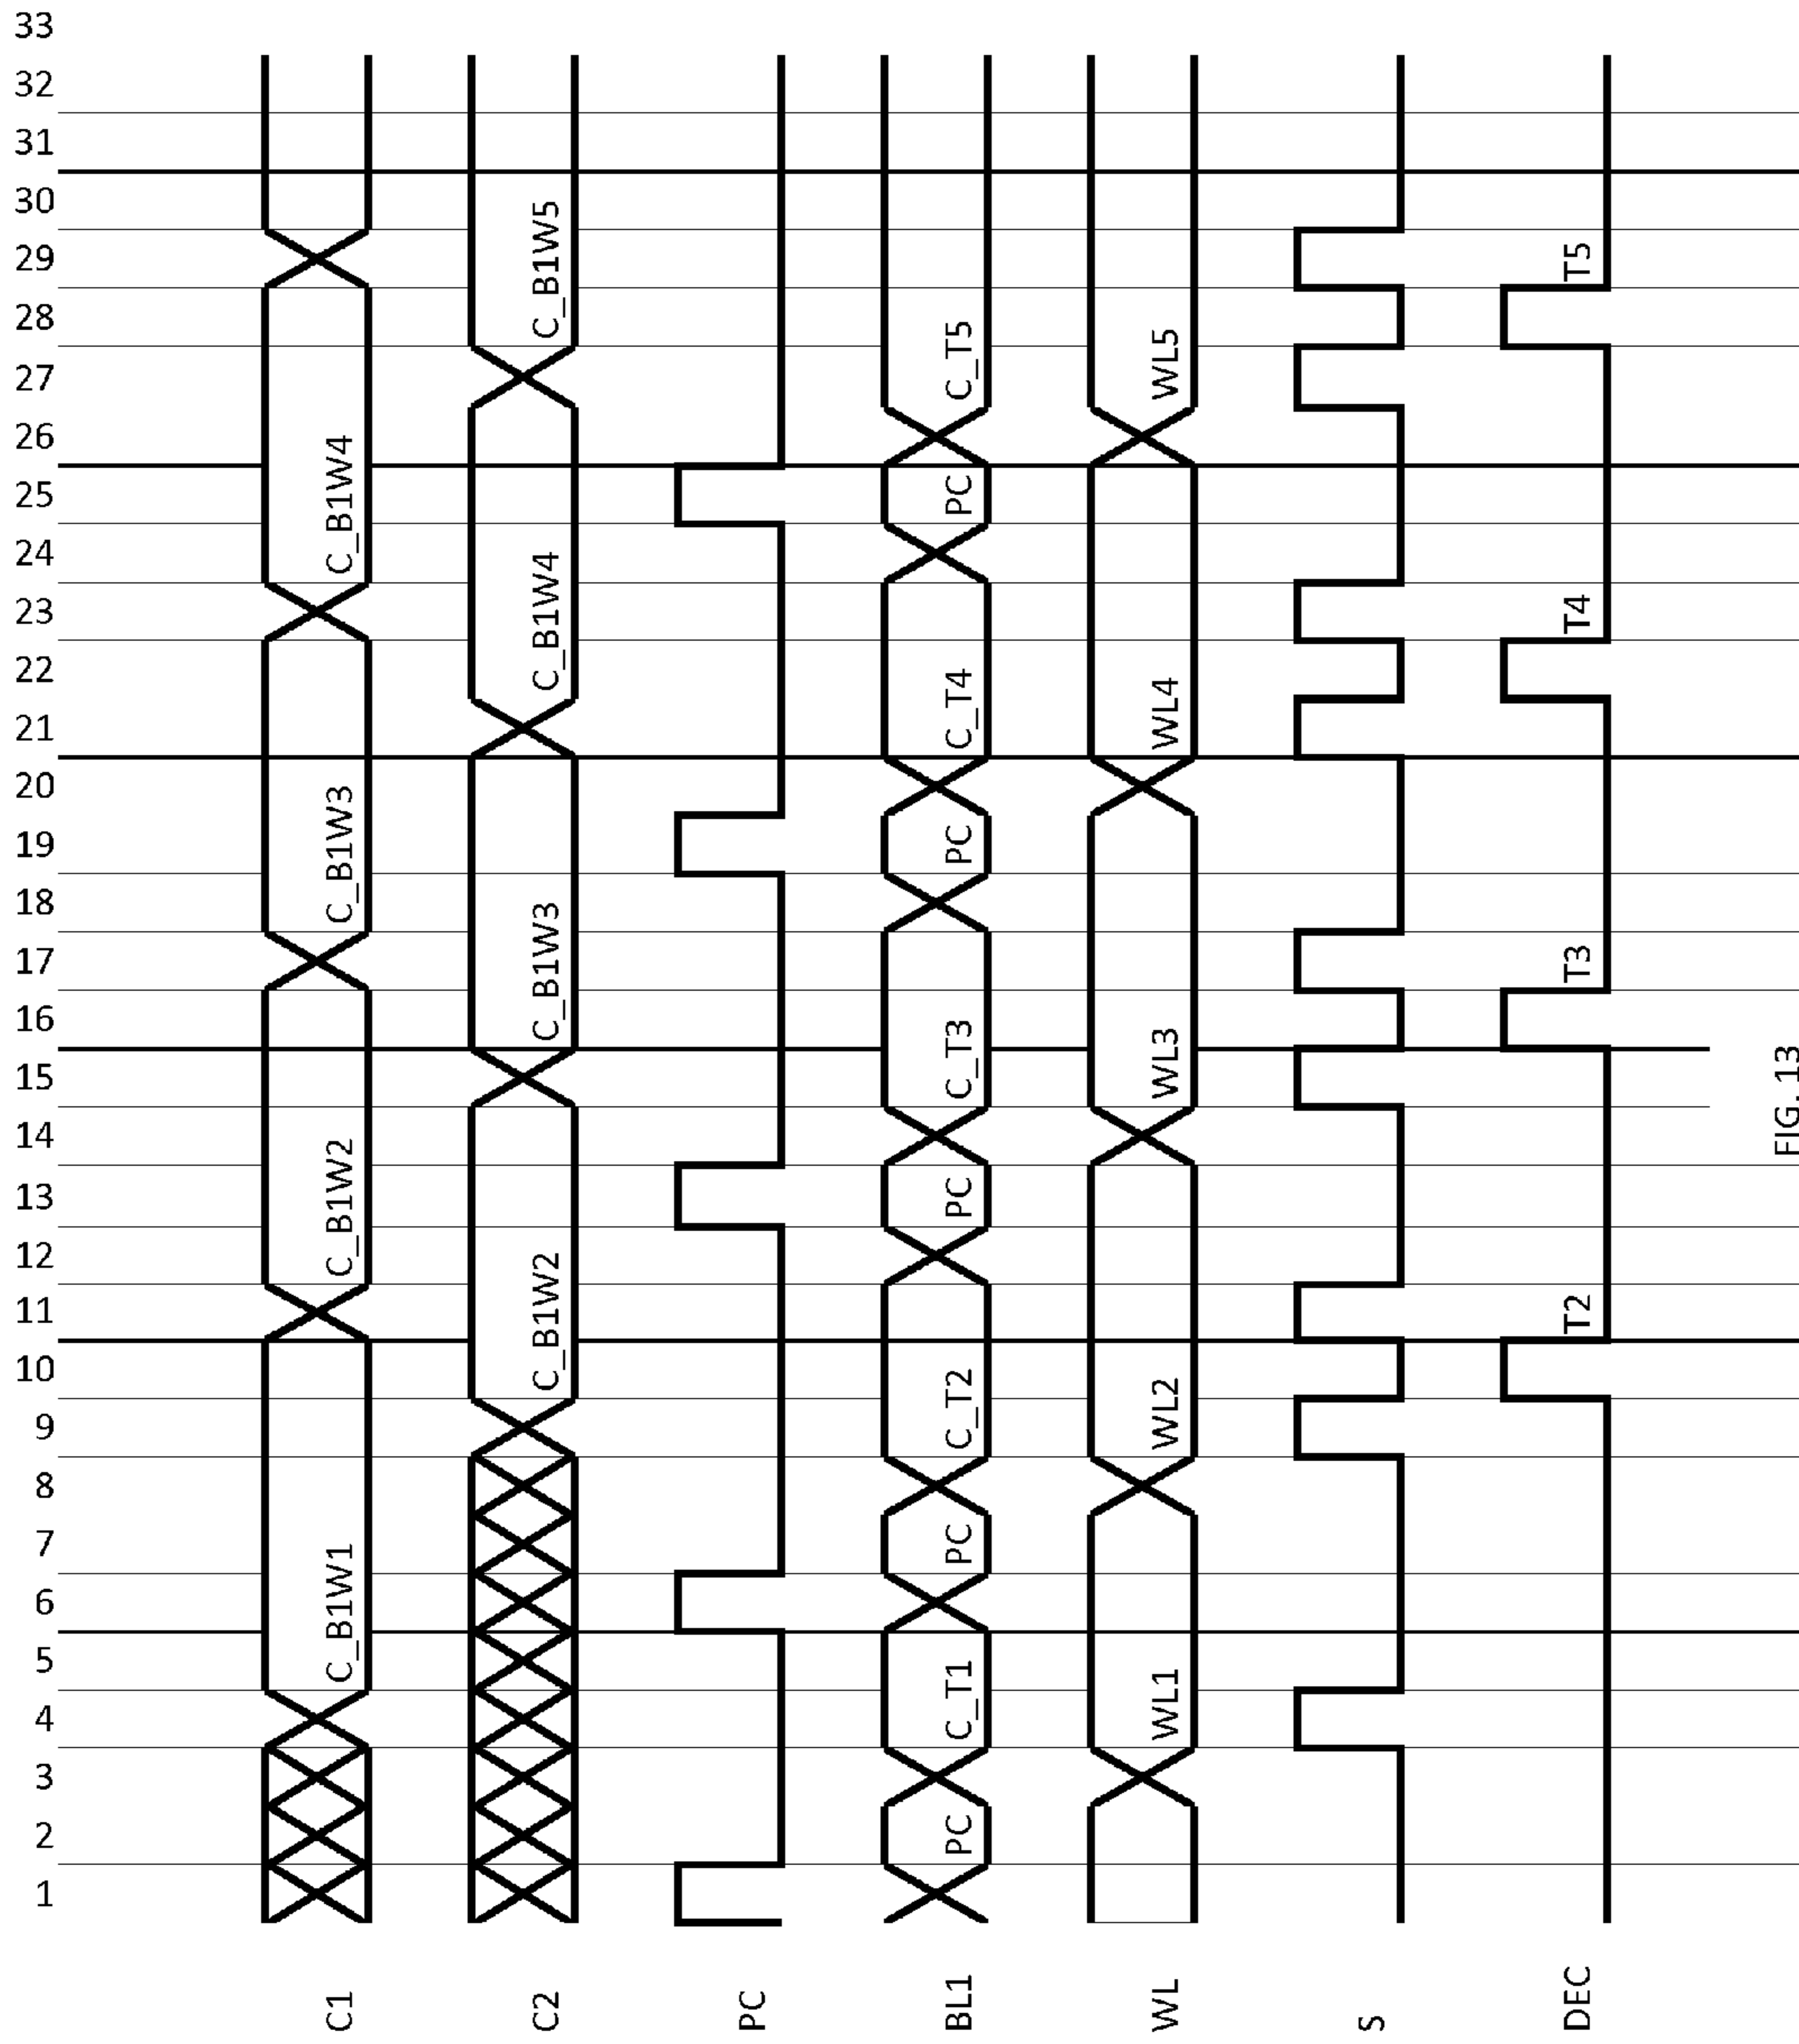 1 2 3 4 5 6 7 8 9 10 11 12 13 14 15 16 17 18 19 20 21 22 23 24 25 26 27 28 29 30 31 32 33
C1 C_B1W1 C_B1W2 C_B1W3 C_B1W4
C2 C_B1W2 C_B1W3 C_B1W4 C_B1W5
PC
BL1 PC C_T1 PC C_T2 PC C_T3 PC C_T4 PC C_T5
WL WL1 WL2 WL3 WL4 WL5
S
DEC T2 T3 T4 T5
FIG. 13